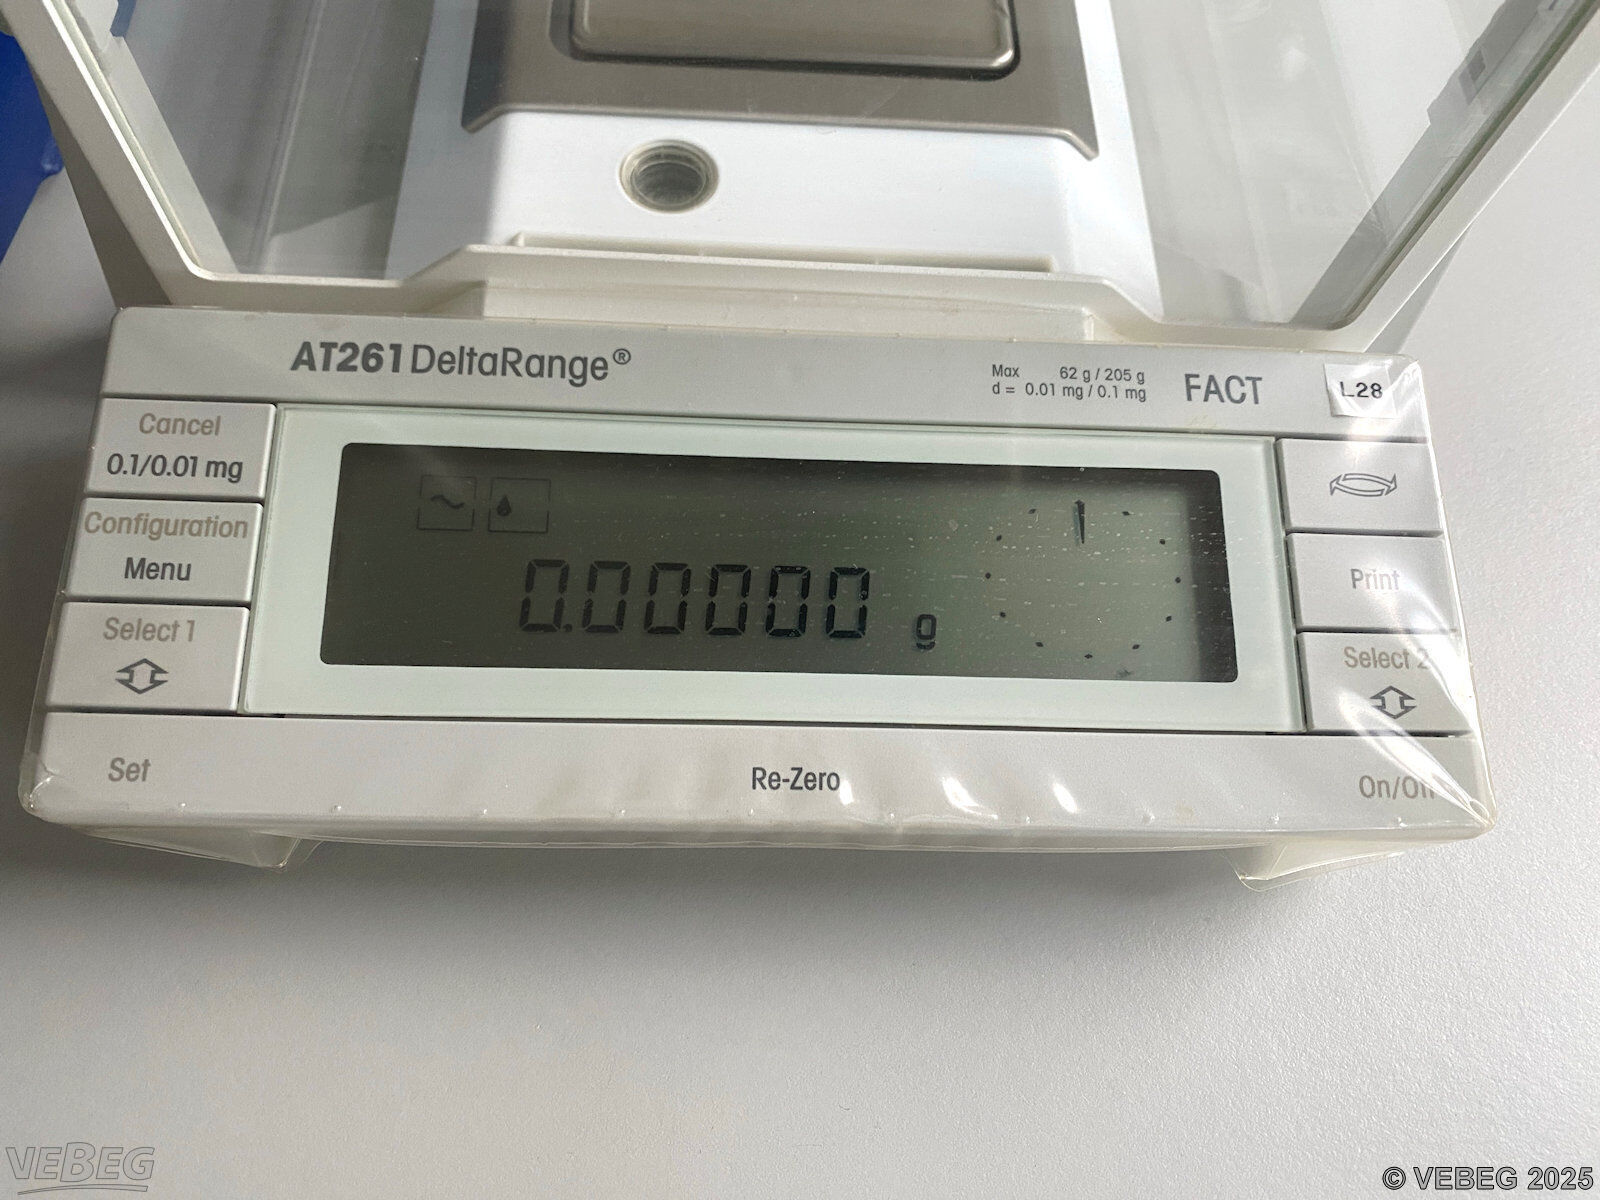 AT261 DeltaRange®
Max 62 g / 205 g
d = 0.01 mg / 0.1 mg
FACT
L28
Cancel
0.1/0.01 mg
Configuration
Menu
Select 1
0.00000 g
Print
Select 2
Set
Re-Zero
On/Off
VEBEG
© VEBEG 2025